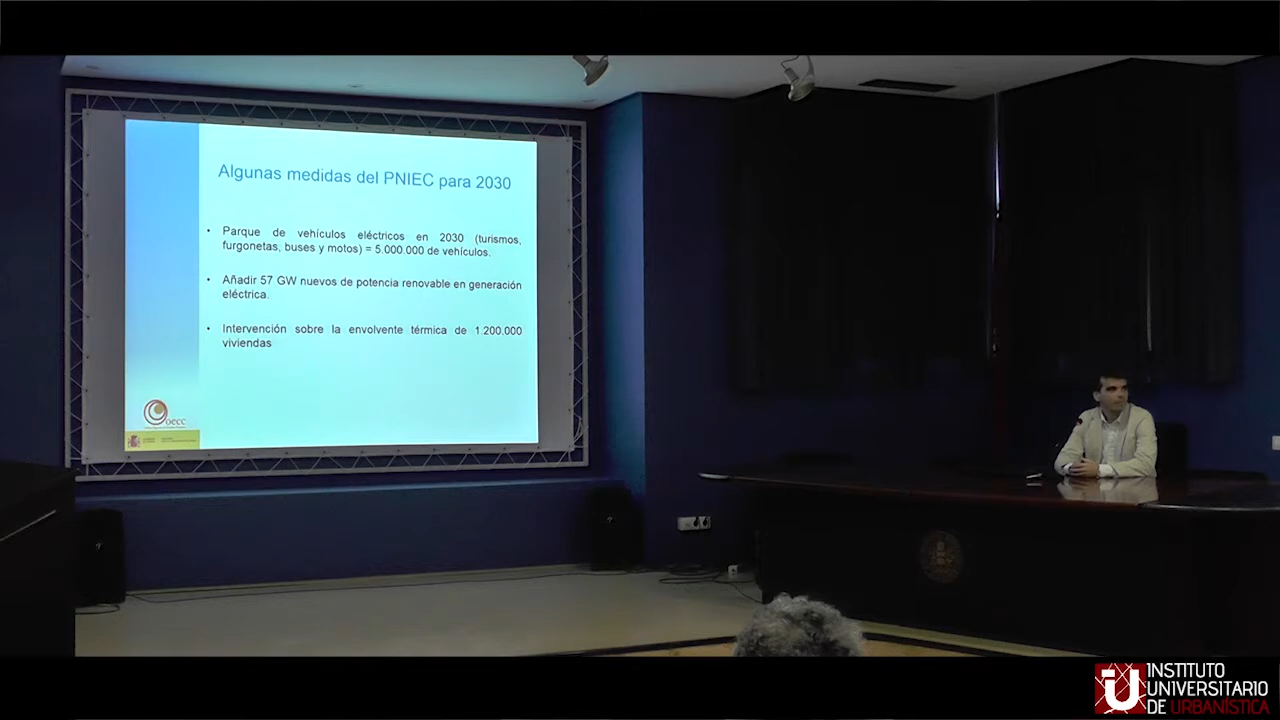 Algunas medidas del PNIEC para 2030
• Parque de vehículos eléctricos en 2030 (turismos,
furgonetas, buses y motos) = 5.000.000 de vehículos.
• Añadir 57 GW nuevos de potencia renovable en generación
eléctrica.
• Intervención sobre la envolvente térmica de 1.200.000
viviendas
oecc
INSTITUTO
UNIVERSITARIO
DE URBANÍSTICA